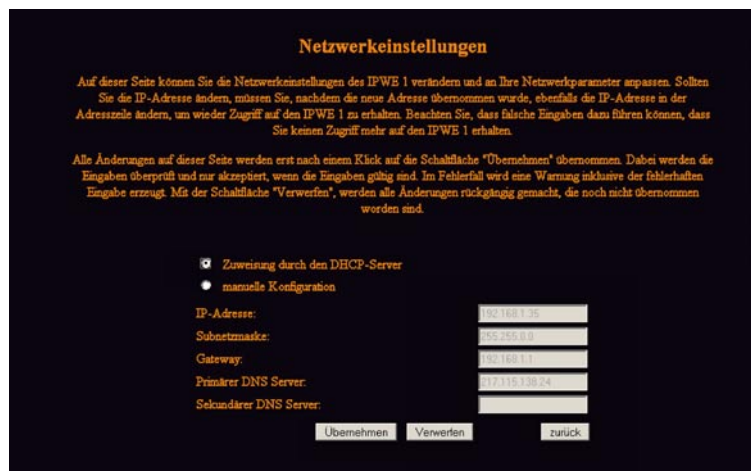 Netzwerkeinstellungen
Auf dieser Seite können Sie die Netzwerkeinstellungen des IPWE 1 verändern und an Ihre Netzwerkparameter anpassen. Sollten
Sie die IP-Adresse ändern, müssen Sie, nachdem die neue Adresse übernommen wurde, ebenfalls die IP-Adresse in der
Adresszeile ändern, um wieder Zugriff auf den IPWE 1 zu erhalten. Beachten Sie, dass falsche Eingaben dazu führen können, dass
Sie keinen Zugriff mehr auf den IPWE 1 erhalten.
Alle Änderungen auf dieser Seite werden erst nach einem Klick auf die Schaltfläche "Übernehmen" übernommen. Dabei werden die
Eingaben überprüft und nur akzeptiert, wenn die Eingaben gültig sind. Im Fehlerfall wird eine Warnung inklusive der fehlerhaften
Eingabe erzeugt. Mit der Schaltfläche "Verwerfen", werden alle Änderungen rückgängig gemacht, die noch nicht übernommen
worden sind.
Zuweisung durch den DHCP-Server
manuelle Konfiguration
IP-Adresse: 192.168.1.35
Subnetzmaske: 255.255.0.0
Gateway: 192.168.1.1
Primärer DNS Server: 217.115.138.24
Sekundärer DNS Server:
Übernehmen Verwerfen zurück